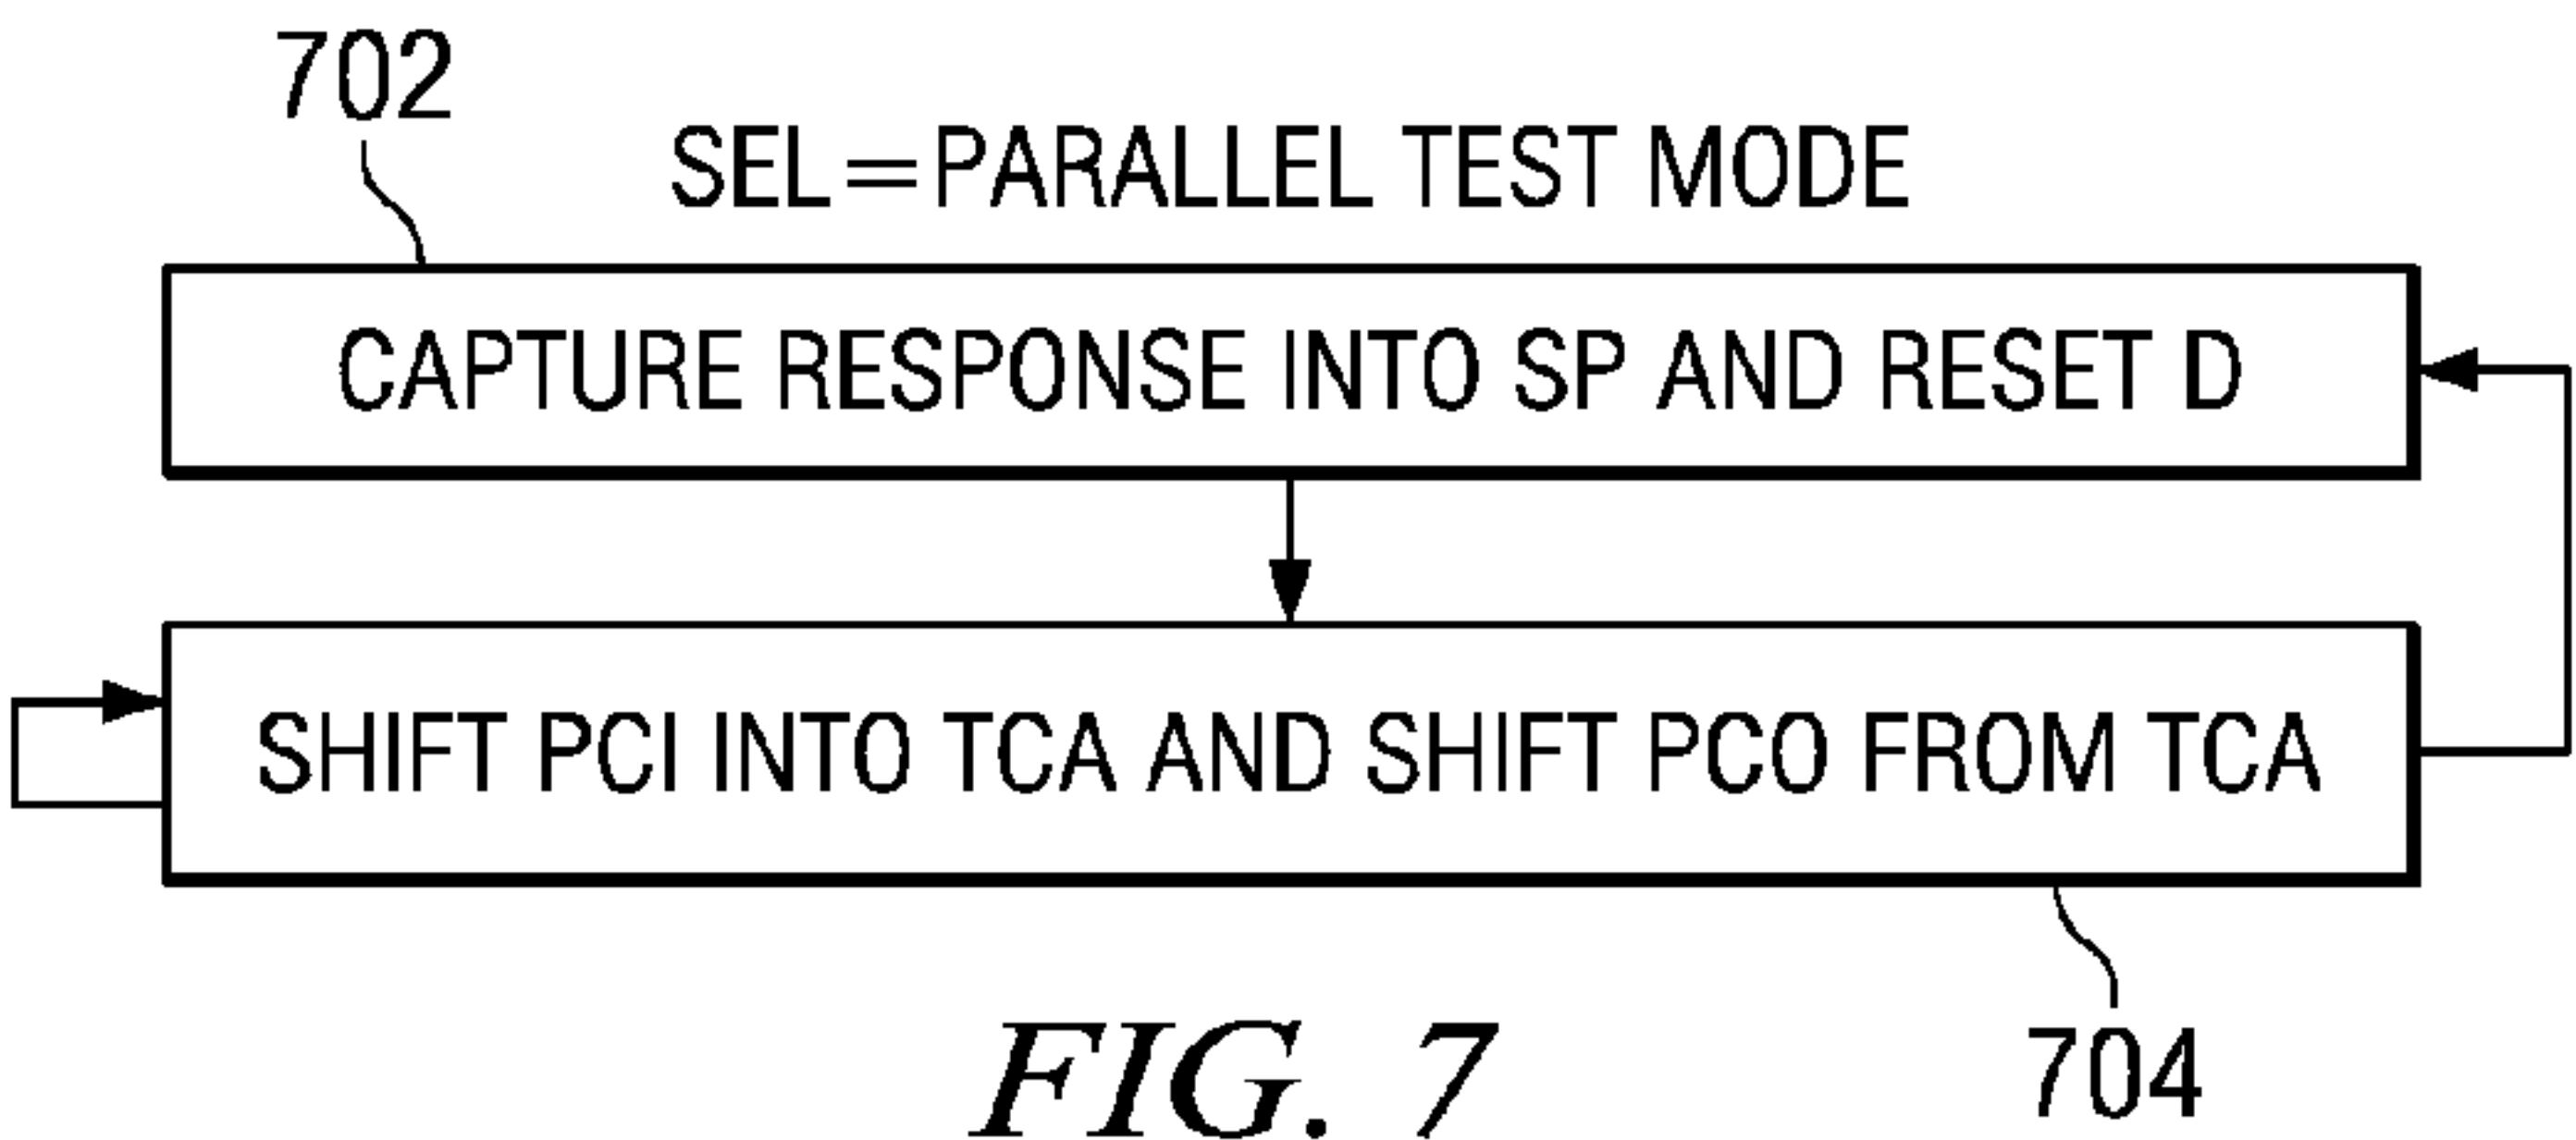 702
SEL=PARALLEL TEST MODE
CAPTURE RESPONSE INTO SP AND RESET D
SHIFT PCI INTO TCA AND SHIFT PCO FROM TCA
704
FIG. 7